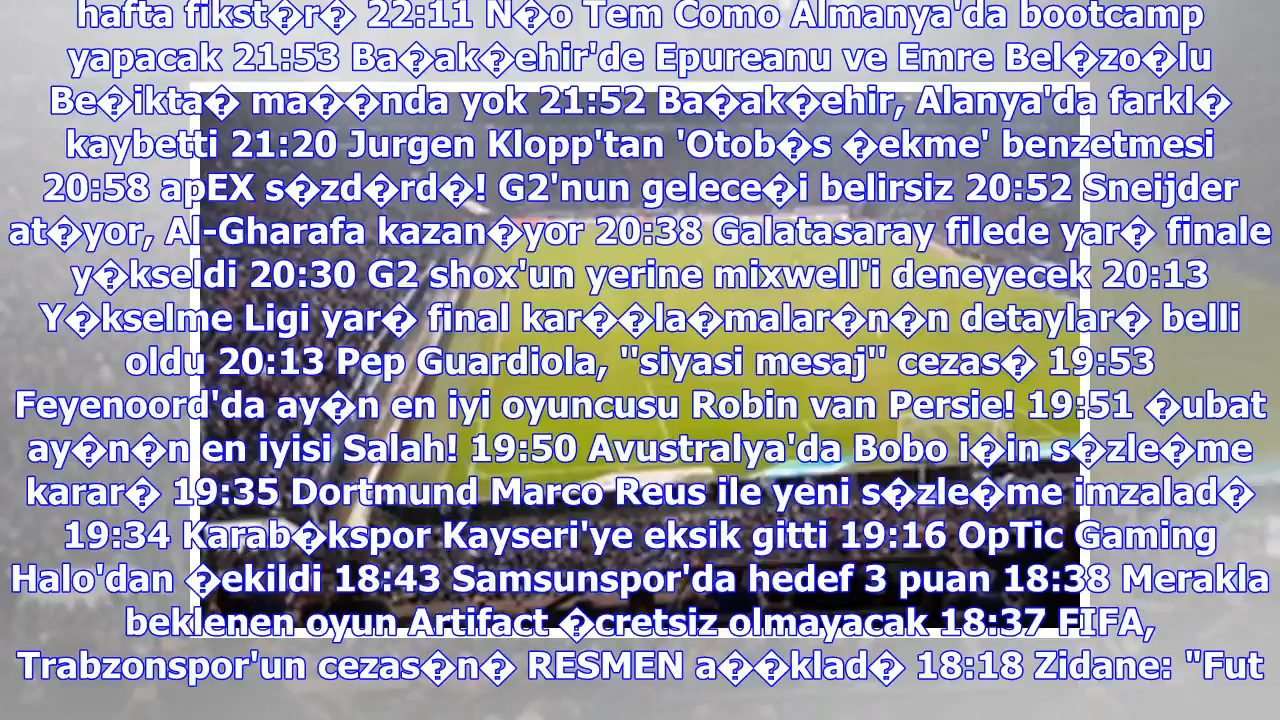 hafta fikst�r� 22:11 N�o Tem Como Almanya'da bootcamp
yapacak 21:53 Ba�ak�ehir'de Epureanu ve Emre Bel�zo�lu
Be�ikta� ma��nda yok 21:52 Ba�ak�ehir, Alanya'da farkl�
kaybetti 21:20 Jurgen Klopp'tan 'Otob�s �ekme' benzetmesi
20:58 apEX s�zd�rd�! G2'nun gelece�i belirsiz 20:52 Sneijder
at�yor, Al-Gharafa kazan�yor 20:38 Galatasaray filede yar� finale
y�kseldi 20:30 G2 shox'un yerine mixwell'i deneyecek 20:13
Y�kselme Ligi yar� final kar��la�malar�n�n detaylar� belli
oldu 20:13 Pep Guardiola, ''siyasi mesaj'' cezas� 19:53
Feyenoord'da ay�n en iyi oyuncusu Robin van Persie! 19:51 �ubat
ay�n�n en iyisi Salah! 19:50 Avustralya'da Bobo i�in s�zle�me
karar� 19:35 Dortmund Marco Reus ile yeni s�zle�me imzalad�
19:34 Karab�kspor Kayseri'ye eksik gitti 19:16 OpTic Gaming
Halo'dan �ekildi 18:43 Samsunspor'da hedef 3 puan 18:38 Merakla
beklenen oyun Artifact �cretsiz olmayacak 18:37 FIFA,
Trabzonspor'un cezas�n� RESMEN a��klad� 18:18 Zidane: "Fut